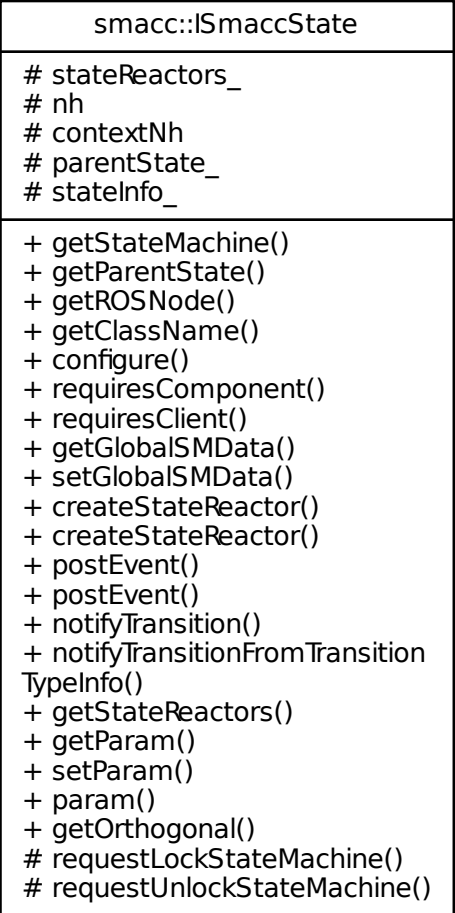 smacc::ISmaccState
# stateReactors_
# nh
# contextNh
# parentState_
# stateInfo_
+ getStateMachine()
+ getParentState()
+ getROSNode()
+ getClassName()
+ configure()
+ requiresComponent()
+ requiresClient()
+ getGlobalSMData()
+ setGlobalSMData()
+ createStateReactor()
+ createStateReactor()
+ postEvent()
+ postEvent()
+ notifyTransition()
+ notifyTransitionFromTransition
TypeInfo()
+ getStateReactors()
+ getParam()
+ setParam()
+ param()
+ getOrthogonal()
# requestLockStateMachine()
# requestUnlockStateMachine()